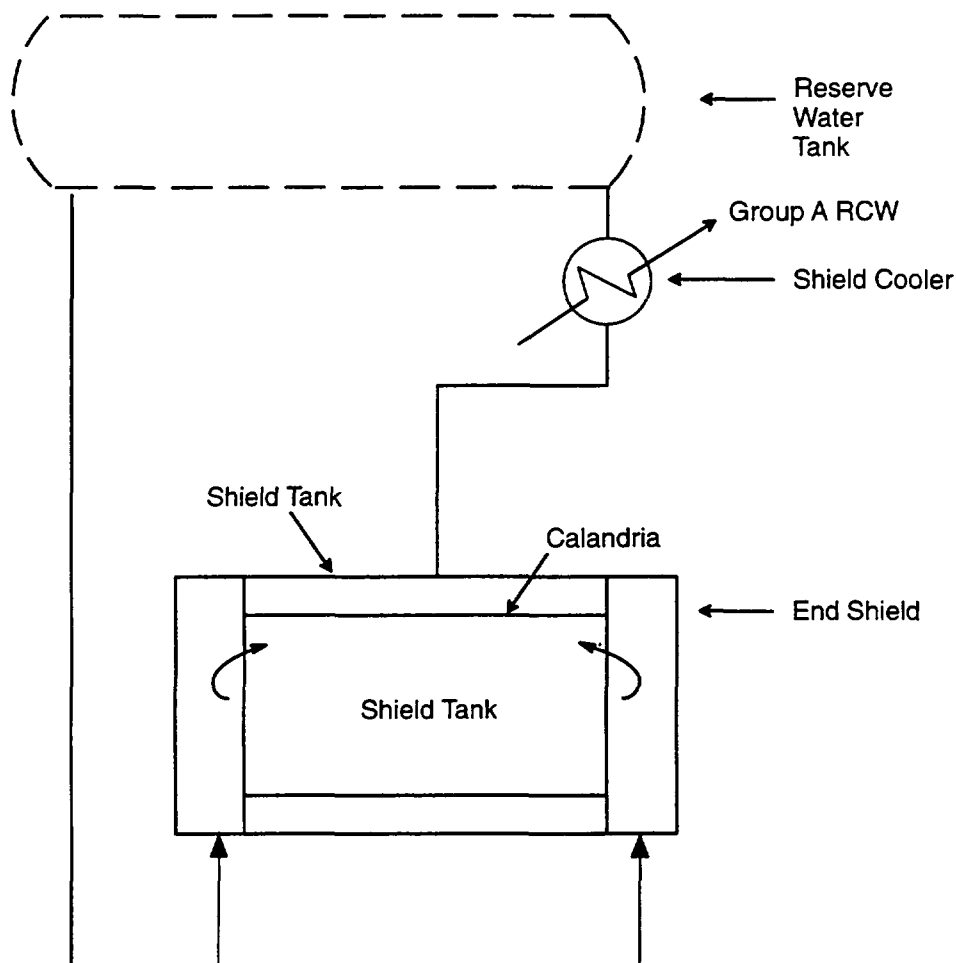 Reserve
Water
Tank
Group A RCW
Shield Cooler
Shield Tank
Calandria
End Shield
Shield Tank